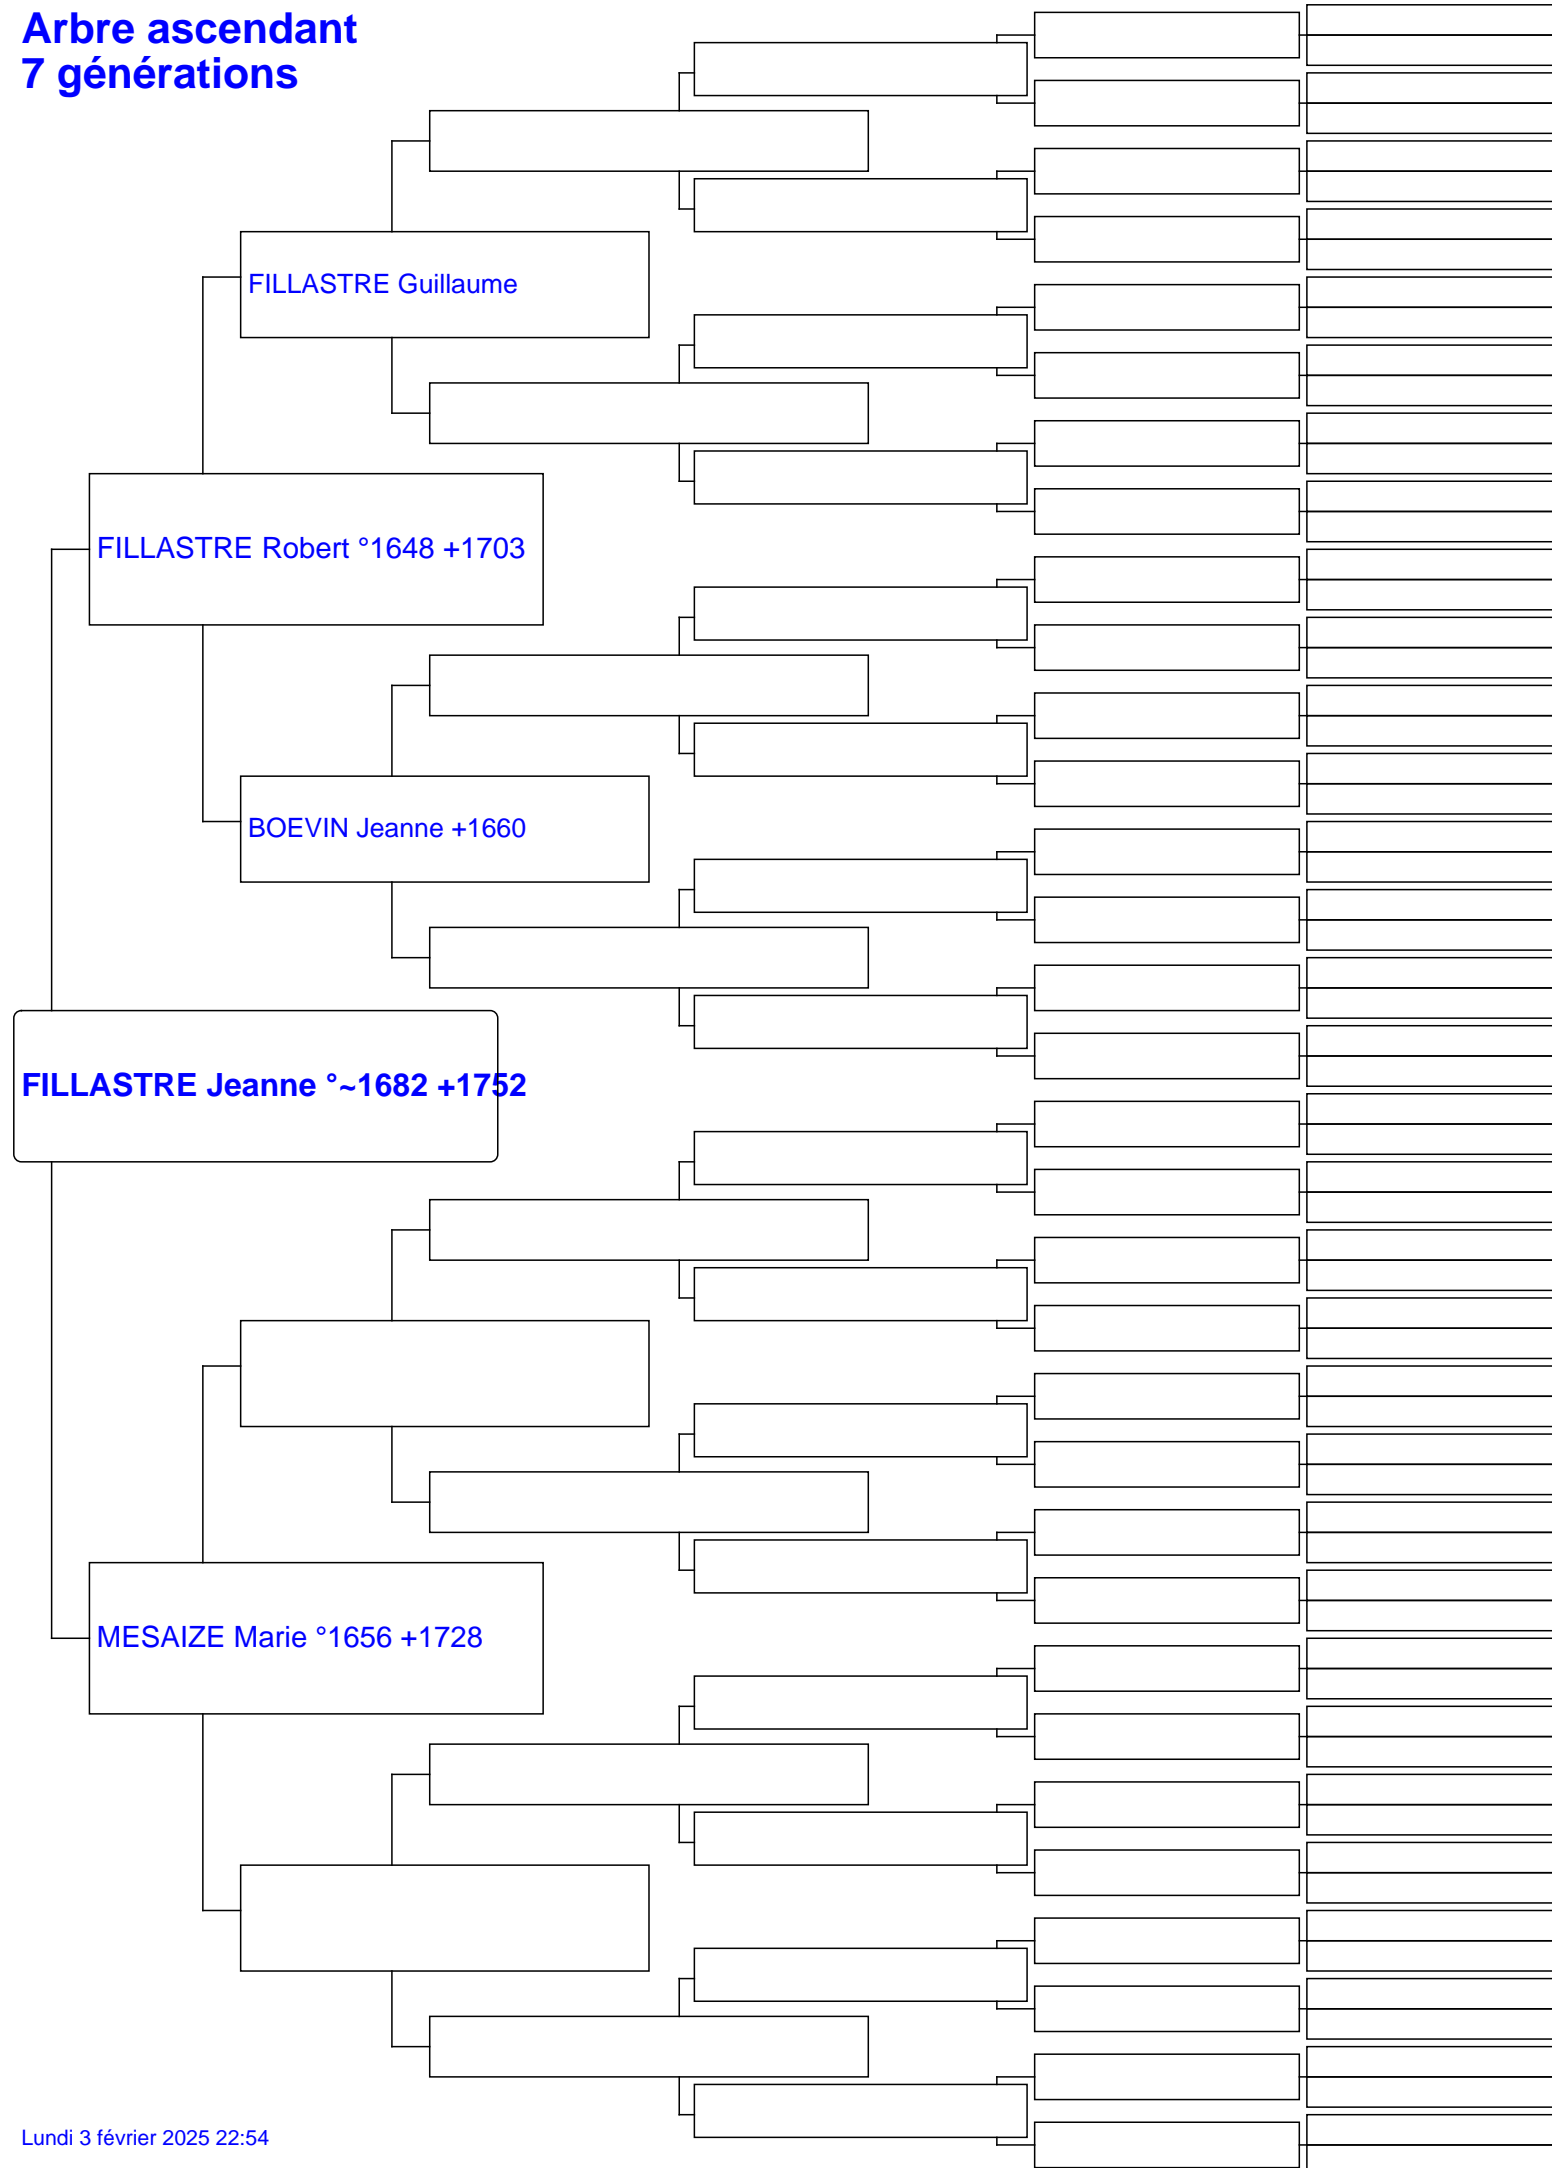 Arbre ascendant
7 générations
FILLASTRE Guillaume
FILLASTRE Robert °1648 +1703
BOEVIN Jeanne +1660
FILLASTRE Jeanne °~1682 +1752
MESAIZE Marie °1656 +1728
Lundi 3 février 2025 22:54